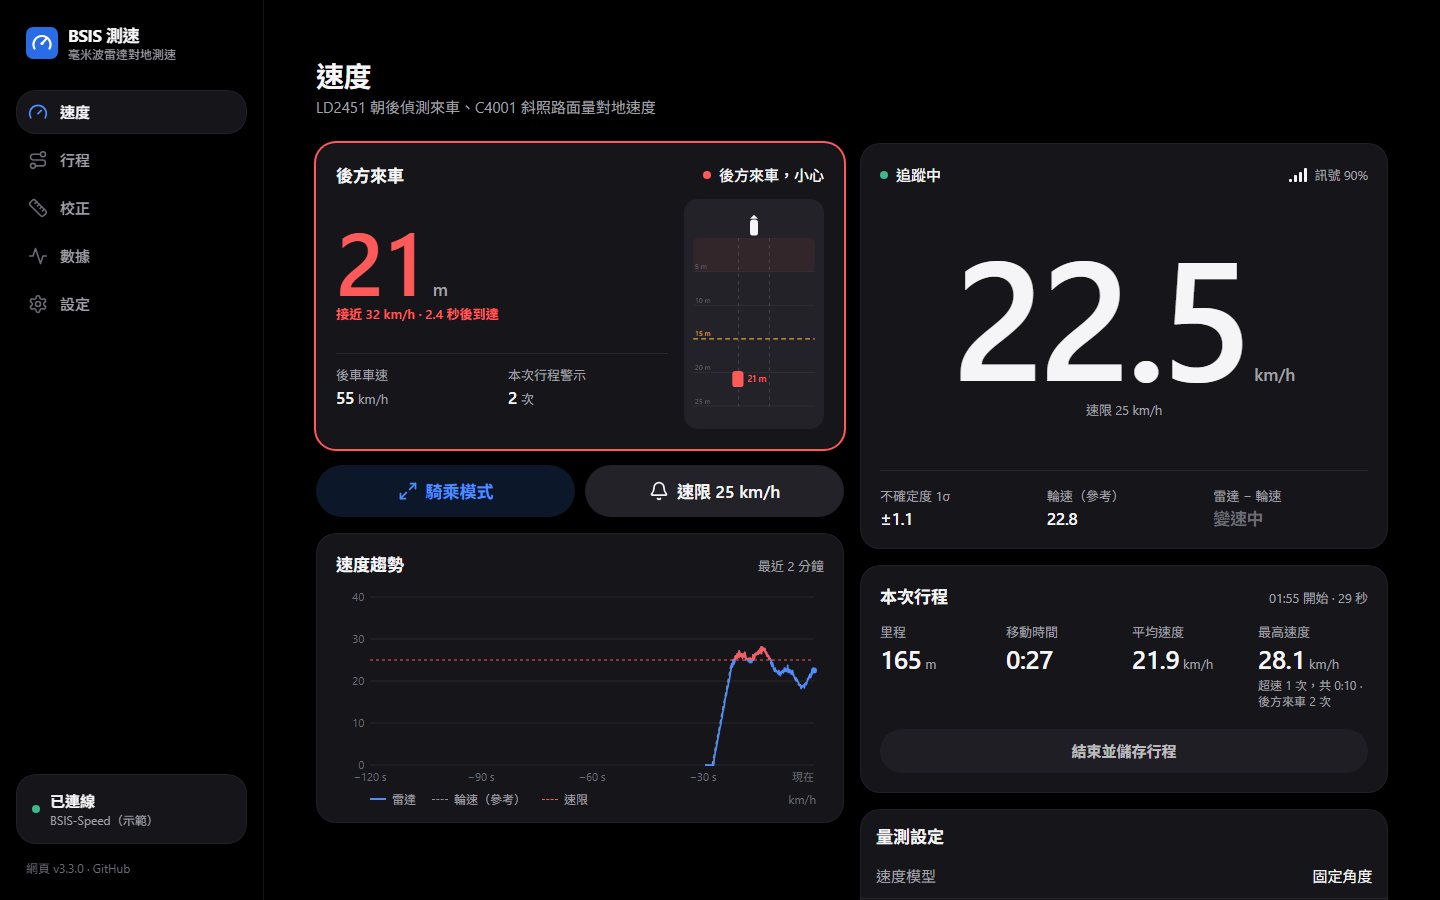 BSIS 測速
毫米波雷達對地測速
速度
行程
校正
數據
設定
已連線
BSIS-Speed（示範）
網頁 v3.3.0 · GitHub
速度
LD2451 朝後偵測來車、C4001 斜照路面量對地速度
後方來車
後方來車，小心
21 m
接近 32 km/h · 2.4 秒後到達
後車車速
55 km/h
本次行程警示
2 次
5 m
10 m
15 m
20 m
21 m
25 m
騎乘模式
速限 25 km/h
速度趨勢
最近 2 分鐘
40
30
20
10
0
−120 s
−90 s
−60 s
−30 s
現在
雷達
輪速（參考）
速限
km/h
追蹤中
訊號 90%
22.5 km/h
速限 25 km/h
不確定度 1σ
±1.1
輪速（參考）
22.8
雷達 − 輪速
變速中
本次行程
01:55 開始 · 29 秒
里程
165 m
移動時間
0:27
平均速度
21.9 km/h
最高速度
28.1 km/h
超速 1 次，共 0:10 ·
後方來車 2 次
結束並儲存行程
量測設定
速度模型
固定角度